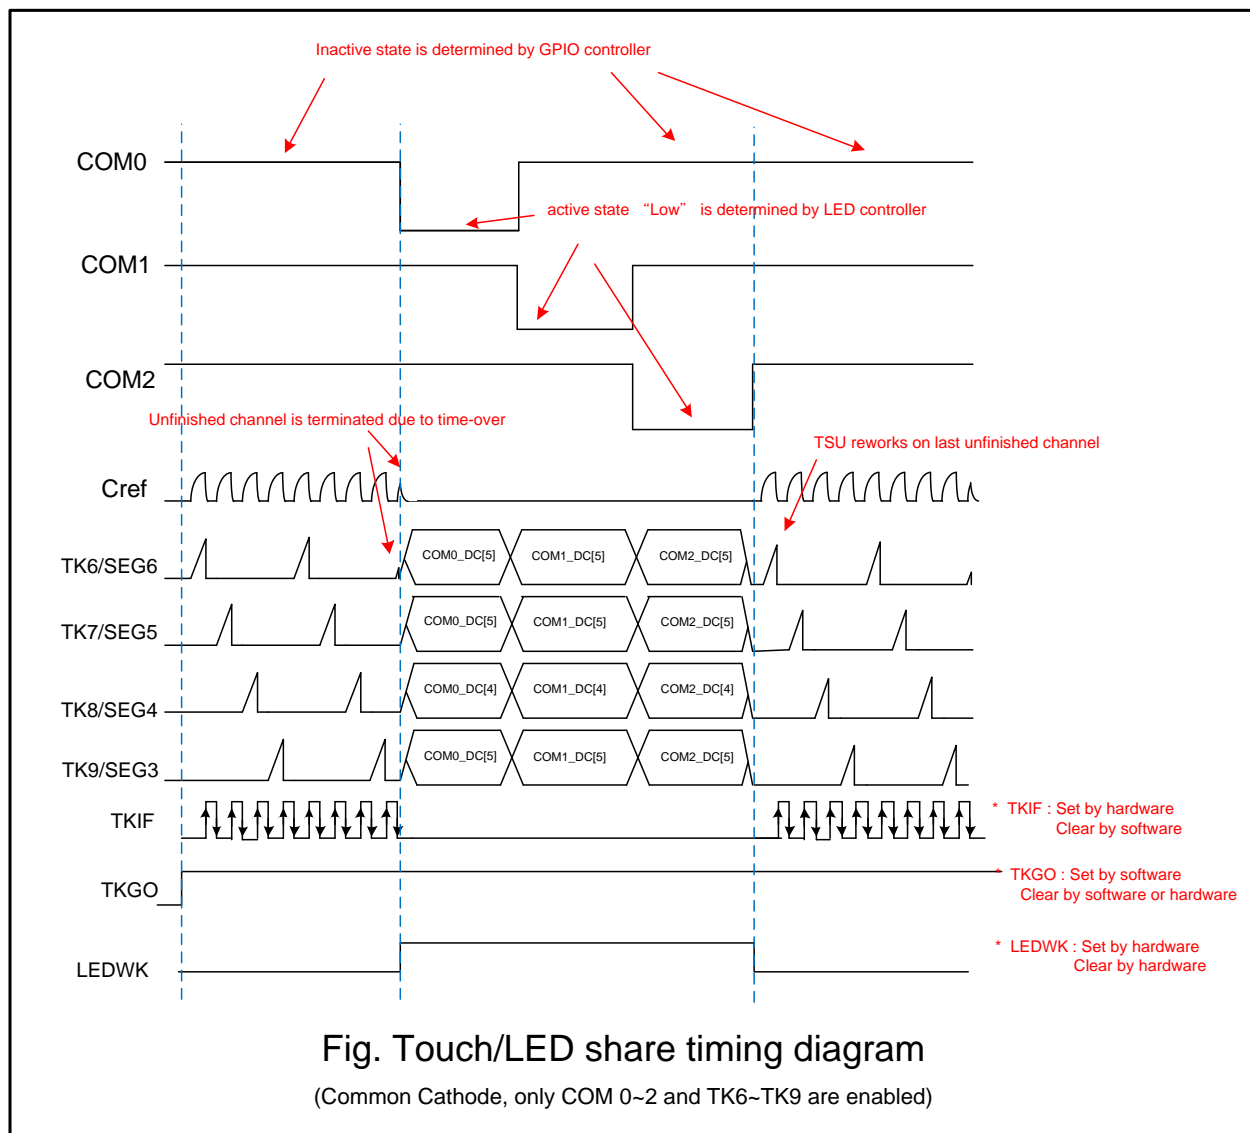 Inactive state is determined by GPIO controller
COM0
active state “Low” is determined by LED controller
COM1
COM2
Unfinished channel is terminated due to time-over
TSU reworks on last unfinished channel
Cref
TK6/SEG6
COM0_DC[5]
COM1_DC[5]
COM2_DC[5]
TK7/SEG5
COM0_DC[5]
COM1_DC[5]
COM2_DC[5]
TK8/SEG4
COM0_DC[4]
COM1_DC[4]
COM2_DC[4]
TK9/SEG3
COM0_DC[5]
COM1_DC[5]
COM2_DC[5]
TKIF
* TKIF : Set by hardware
Clear by software
TKGO
* TKGO : Set by software
Clear by software or hardware
LEDWK
* LEDWK : Set by hardware
Clear by hardware
Fig. Touch/LED share timing diagram
(Common Cathode, only COM 0~2 and TK6~TK9 are enabled)